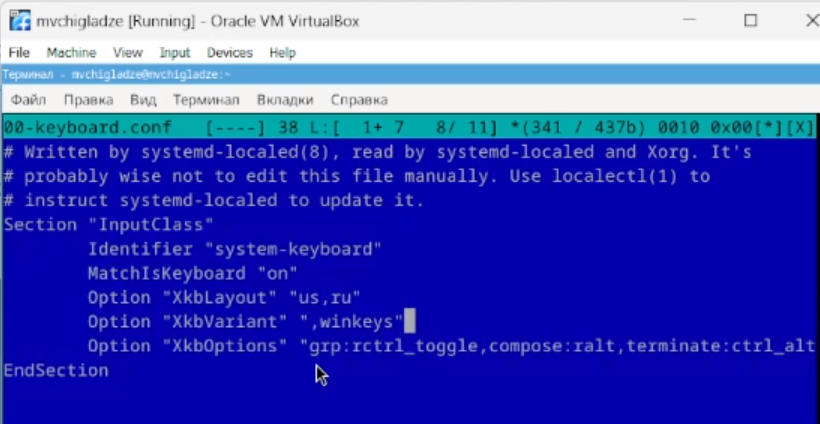 mvchigladze [Running] - Oracle VM VirtualBox
File Machine View Input Devices Help
Терминал - mvchigladze@mvchigladze:~
Файл Правка Вид Терминал Вкладки Справка
00-keyboard.conf [----] 38 L:[ 1+ 7 8/ 11] *(341 / 437b) 0010 0x00[*][X]
# Written by systemd-localed(8), read by systemd-localed and Xorg. It's
# probably wise not to edit this file manually. Use localectl(1) to
# instruct systemd-localed to update it.
Section "InputClass"
Identifier "system-keyboard"
MatchIsKeyboard "on"
Option "XkbLayout" "us,ru"
Option "XkbVariant" ",winkeys"
Option "XkbOptions" "grp:rctrl_toggle,compose:ralt,terminate:ctrl_alt
EndSection